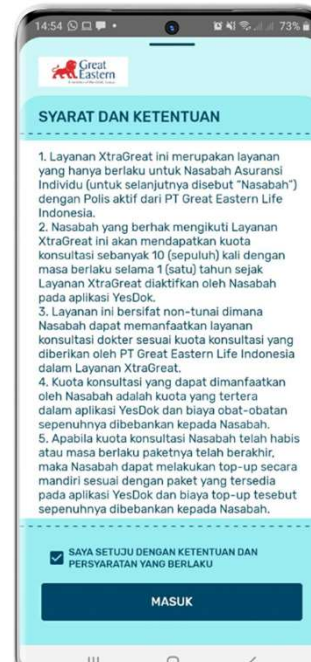 14:54
73%
Great
Eastern
SYARAT DAN KETENTUAN
1. Layanan XtraGreat ini merupakan layanan
yang hanya berlaku untuk Nasabah Asuransi
Individu (untuk selanjutnya disebut "Nasabah")
dengan Polis aktif dari PT Great Eastern Life
Indonesia.
2. Nasabah yang berhak mengikuti Layanan
XtraGreat ini akan mendapatkan kuota
konsultasi sebanyak 10 (sepuluh) kali dengan
masa berlaku selama 1 (satu) tahun sejak
Layanan XtraGreat diaktifkan oleh Nasabah
pada aplikasi YesDok.
3. Layanan ini bersifat non-tunai dimana
Nasabah dapat memanfaatkan layanan
konsultasi dokter sesuai kuota konsultasi yang
diberikan oleh PT Great Eastern Life Indonesia
dalam Layanan XtraGreat.
4. Kuota konsultasi yang dapat dimanfaatkan
oleh Nasabah adalah kuota yang tertera
dalam aplikasi YesDok dan biaya obat-obatan
sepenuhnya dibebankan kepada Nasabah.
5. Apabila kuota konsultasi Nasabah telah habis
atau masa berlaku paketnya telah berakhir,
maka Nasabah dapat melakukan top-up secara
mandiri sesuai dengan paket yang tersedia
pada aplikasi YesDok dan biaya top-up tesebut
sepenuhnya dibebankan kepada Nasabah.
SAYA SETUJU DENGAN KETENTUAN DAN
PERSYARATAN YANG BERLAKU
MASUK